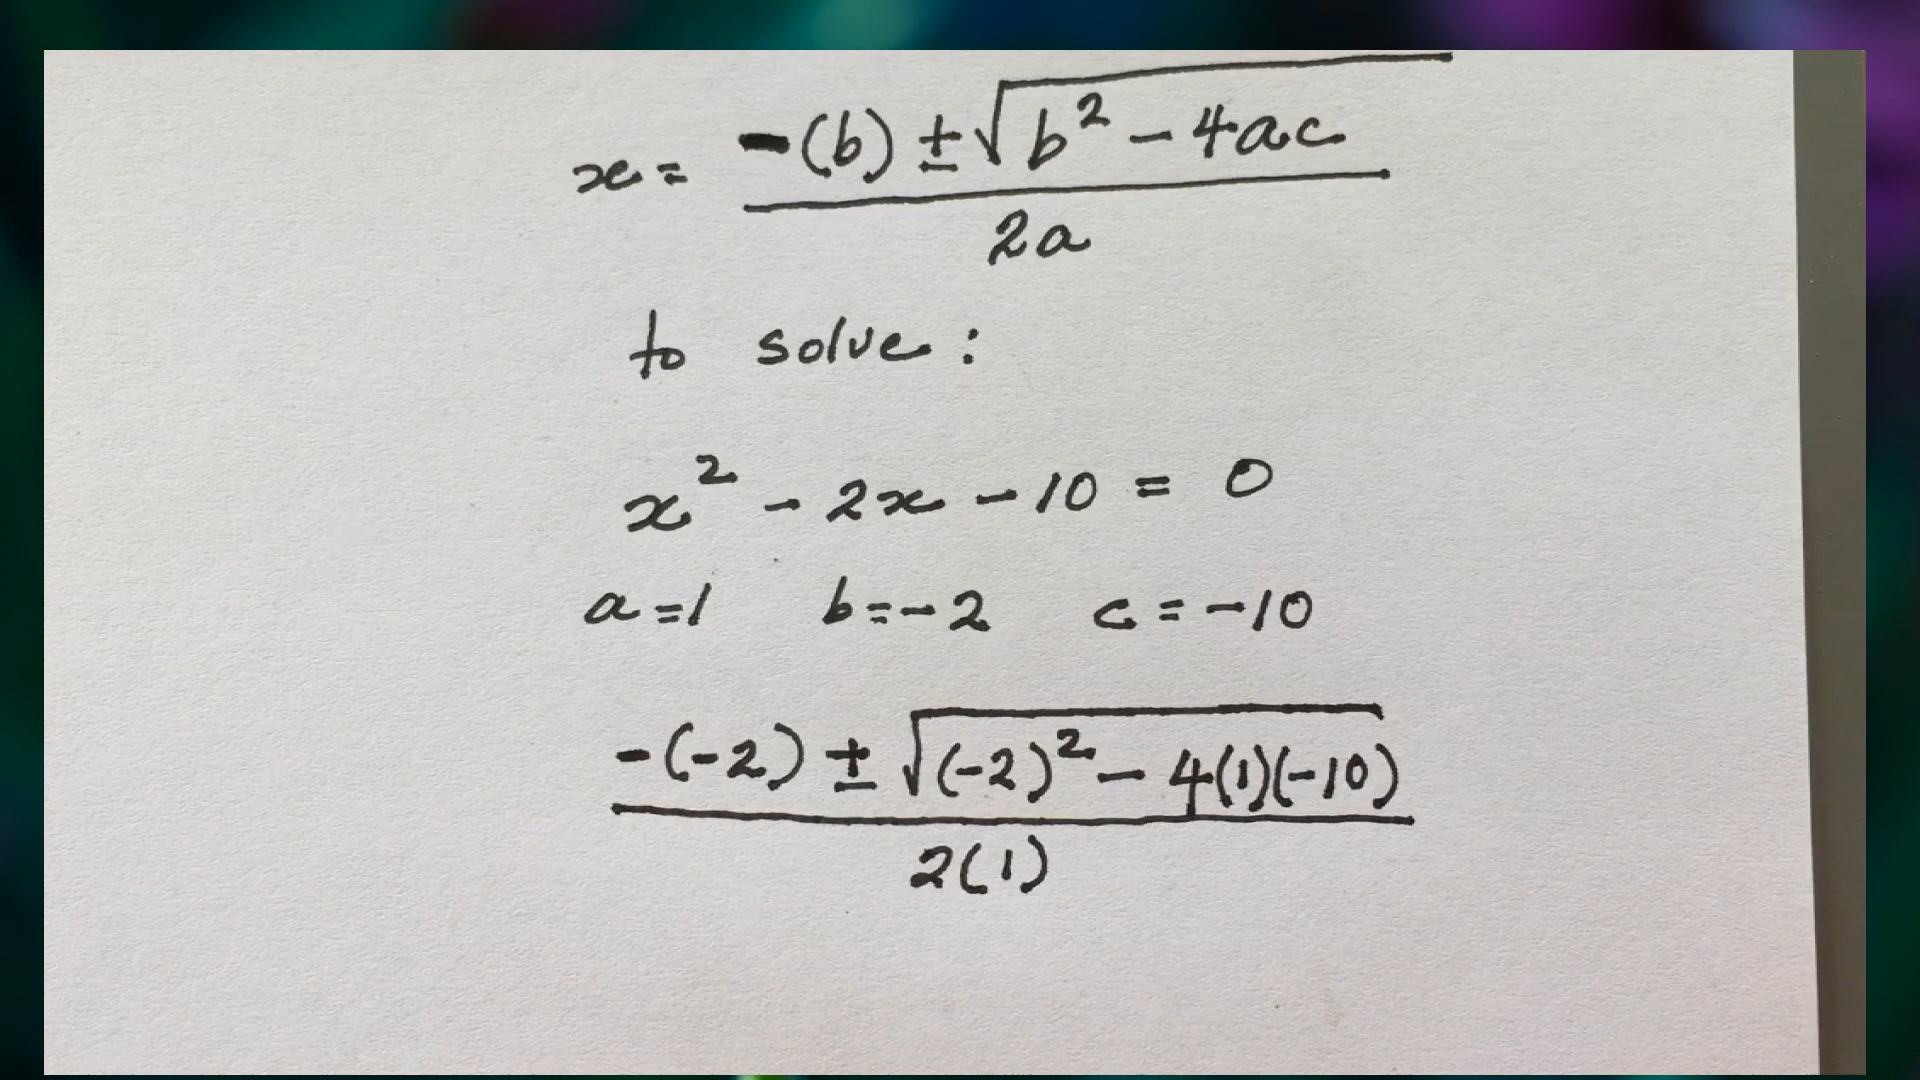 x = -(b) ± √(b² - 4ac) / 2a
to solve:
x² - 2x - 10 = 0
a = 1 b = -2 c = -10
-(-2) ± √((-2)² - 4(1)(-10)) / 2(1)